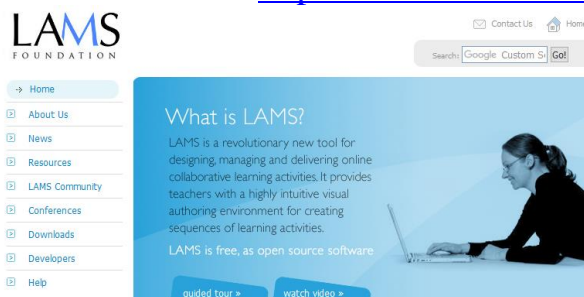 LAMS
FOUNDATION
Contact Us
Home
Search:
Google Custom S
Go!
Home
About Us
News
Resources
LAMS Community
Conferences
Downloads
Developers
Help
What is LAMS?
LAMS is a revolutionary new tool for
designing, managing and delivering online
collaborative learning activities. It provides
teachers with a highly intuitive visual
authoring environment for creating
sequences of learning activities.
LAMS is free, as open source software
guided tour »
watch video »